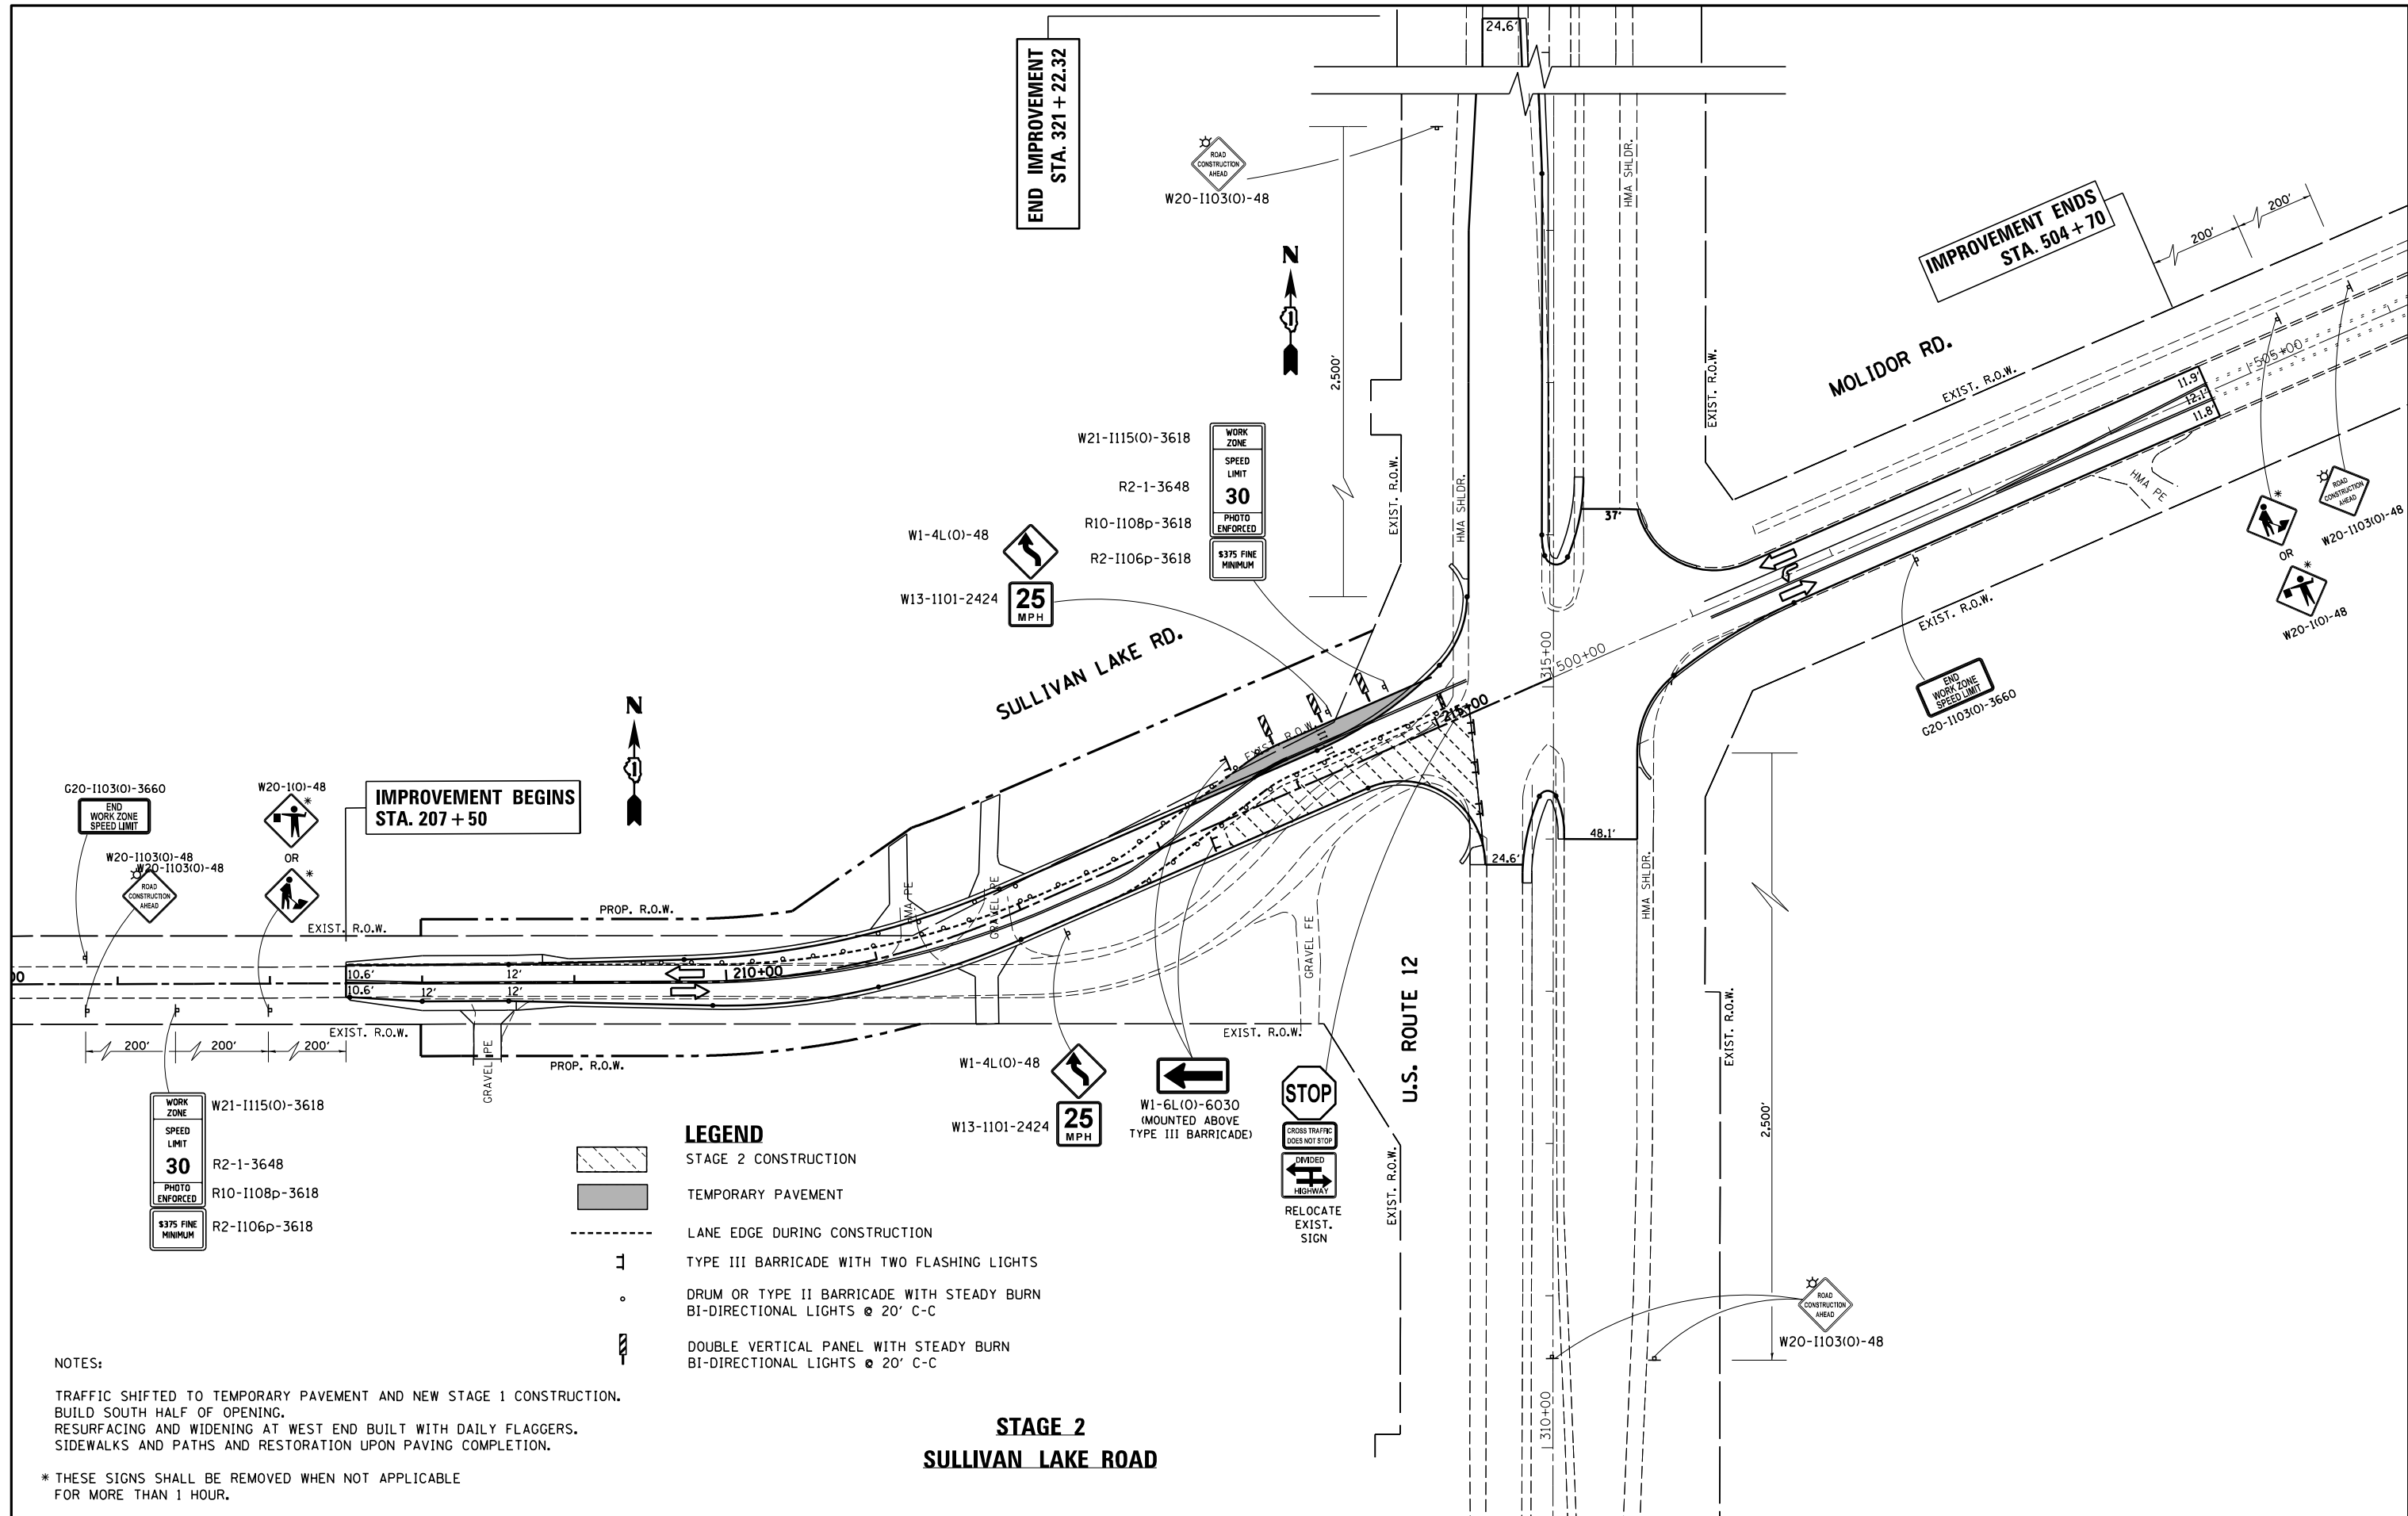 END IMPROVEMENT
STA. 321 + 22.32
24.6'
ROAD
CONSTRUCTION
AHEAD
W20-I103(O)-48
HMA SHLDR.
N
1
2,500'
IMPROVEMENT ENDS
STA. 504 + 70
200'
200'
MOLIDOR RD.
EXIST. R.O.W.
EXIST. R.O.W.
505+00
11.9'
12.1'
11.8'
HMA PE
W21-I115(O)-3618
R2-1-3648
R10-I108p-3618
R2-I106p-3618
WORK
ZONE
SPEED
LIMIT
30
PHOTO
ENFORCED
$375 FINE
MINIMUM
EXIST. R.O.W.
HMA SHLDR.
37'
W1-4L(O)-48
W13-1101-2424
25
MPH
*
OR
*
W20-1(O)-48
ROAD
CONSTRUCTION
AHEAD
W20-I103(O)-48
EXIST. R.O.W.
END
WORK ZONE
SPEED LIMIT
G20-I103(O)-3660
SULLIVAN LAKE RD.
315+00
500+00
215+00
EXIST. R.O.W.
N
1
G20-I103(O)-3660
END
WORK ZONE
SPEED LIMIT
W20-1(O)-48
*
OR
*
IMPROVEMENT BEGINS
STA. 207 + 50
W20-I103(O)-48
W20-I103(O)-48
ROAD
CONSTRUCTION
AHEAD
48.1'
24.6'
HMA SHLDR.
PROP. R.O.W.
EXIST. R.O.W.
HMA PE
GRAVEL PE
GRAVEL FE
00
10.6'
12'
210+00
10.6'
12'
12'
EXIST. R.O.W.
EXIST. R.O.W.
200'
200'
200'
GRAVEL PE
PROP. R.O.W.
U.S. ROUTE 12
EXIST. R.O.W.
EXIST. R.O.W.
2,500'
WORK
ZONE
SPEED
LIMIT
30
PHOTO
ENFORCED
$375 FINE
MINIMUM
W21-I115(O)-3618
R2-1-3648
R10-I108p-3618
R2-I106p-3618
W1-4L(O)-48
W13-1101-2424
25
MPH
W1-6L(O)-6030
(MOUNTED ABOVE
TYPE III BARRICADE)
STOP
CROSS TRAFFIC
DOES NOT STOP
DIVIDED
HIGHWAY
RELOCATE
EXIST.
SIGN
LEGEND
STAGE 2 CONSTRUCTION
TEMPORARY PAVEMENT
LANE EDGE DURING CONSTRUCTION
TYPE III BARRICADE WITH TWO FLASHING LIGHTS
DRUM OR TYPE II BARRICADE WITH STEADY BURN
BI-DIRECTIONAL LIGHTS @ 20' C-C
DOUBLE VERTICAL PANEL WITH STEADY BURN
BI-DIRECTIONAL LIGHTS @ 20' C-C
ROAD
CONSTRUCTION
AHEAD
W20-I103(O)-48
310+00
NOTES:
TRAFFIC SHIFTED TO TEMPORARY PAVEMENT AND NEW STAGE 1 CONSTRUCTION.
BUILD SOUTH HALF OF OPENING.
RESURFACING AND WIDENING AT WEST END BUILT WITH DAILY FLAGGERS.
SIDEWALKS AND PATHS AND RESTORATION UPON PAVING COMPLETION.
* THESE SIGNS SHALL BE REMOVED WHEN NOT APPLICABLE
FOR MORE THAN 1 HOUR.
STAGE 2
SULLIVAN LAKE ROAD